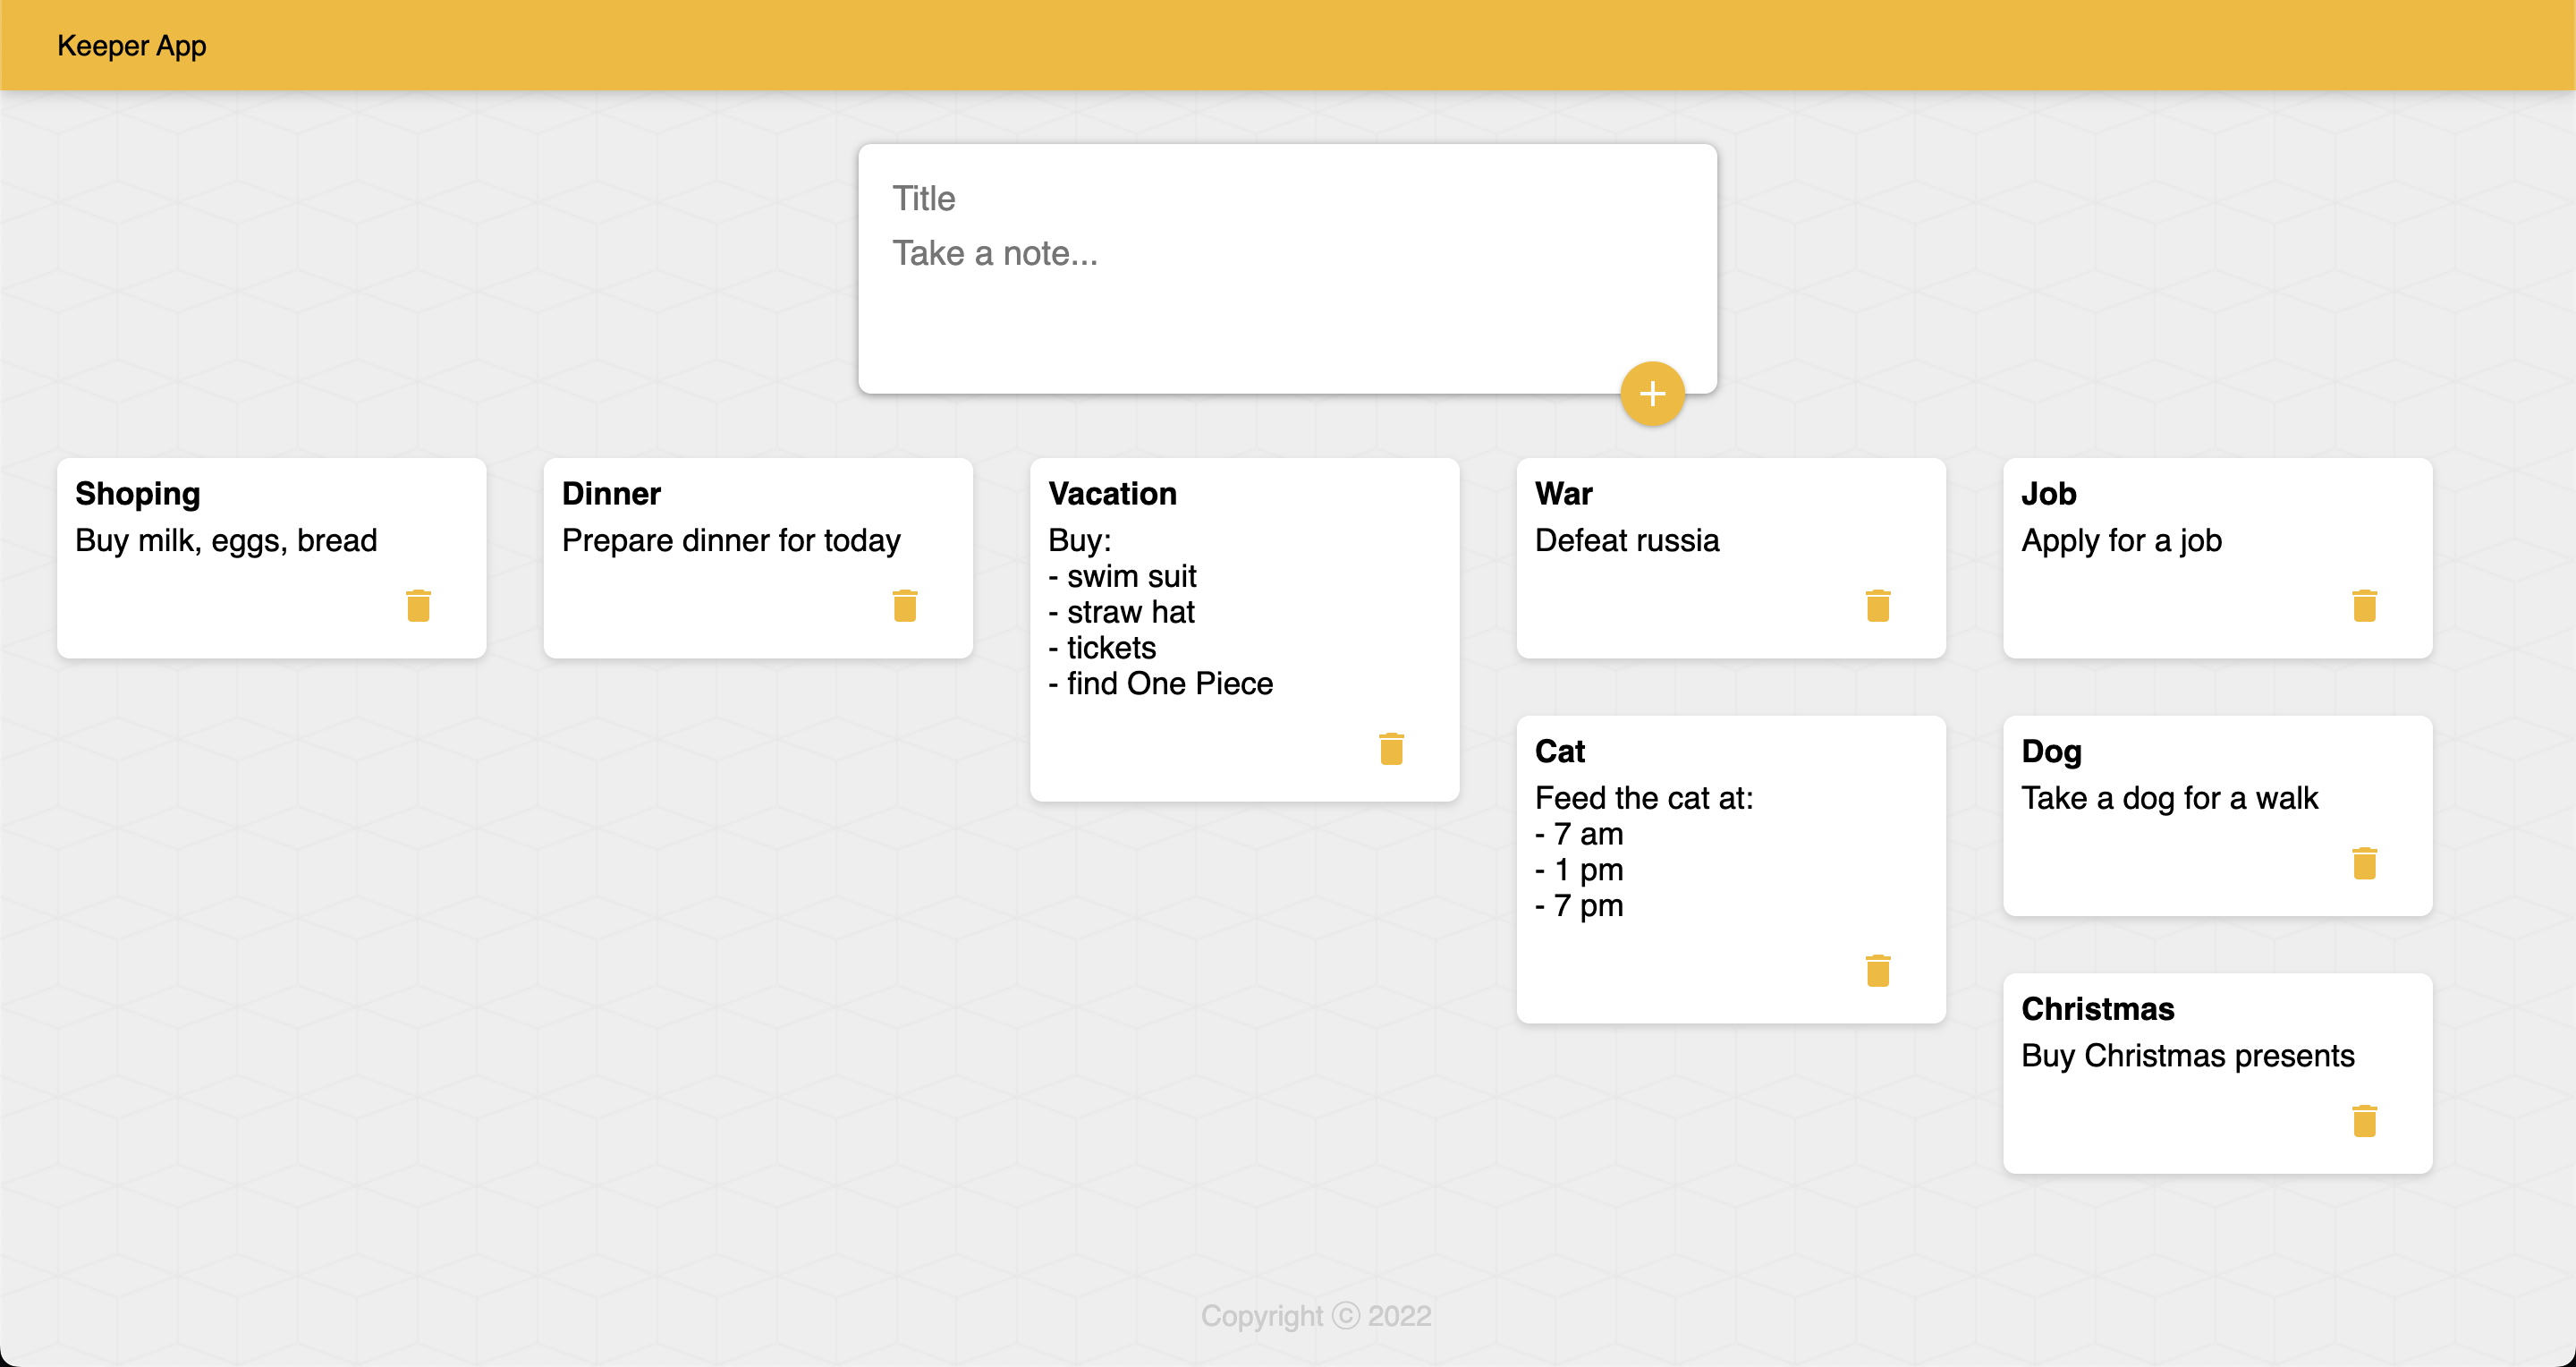 Keeper App
Title
Take a note...
Shoping
Buy milk, eggs, bread
Dinner
Prepare dinner for today
Vacation
Buy:
- swim suit
- straw hat
- tickets
- find One Piece
War
Defeat russia
Job
Apply for a job
Cat
Feed the cat at:
- 7 am
- 1 pm
- 7 pm
Dog
Take a dog for a walk
Christmas
Buy Christmas presents
Copyright ⓒ 2022